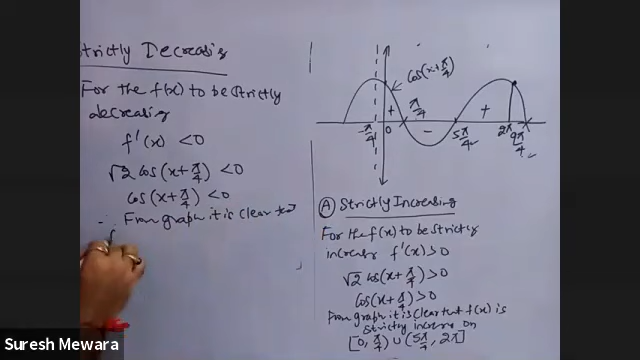 Strictly Decreasing
For the f(x) to be strictly
decreasing
f'(x) < 0
√2 cos(x+π/4) < 0
cos(x+π/4) < 0
∴ From graph it is clear that
f
cos(x+π/4)
+ - +
-π/4 0 π/4 5π/4 2π 9π/4
(A) Strictly Increasing
For the f(x) to be strictly
increase f'(x) > 0
√2 cos(x+π/4) > 0
cos(x+π/4) > 0
From graph it is clear that f(x) is
strictly increas on
[0, π/4) ∪ (5π/4, 2π]
Suresh Mewara